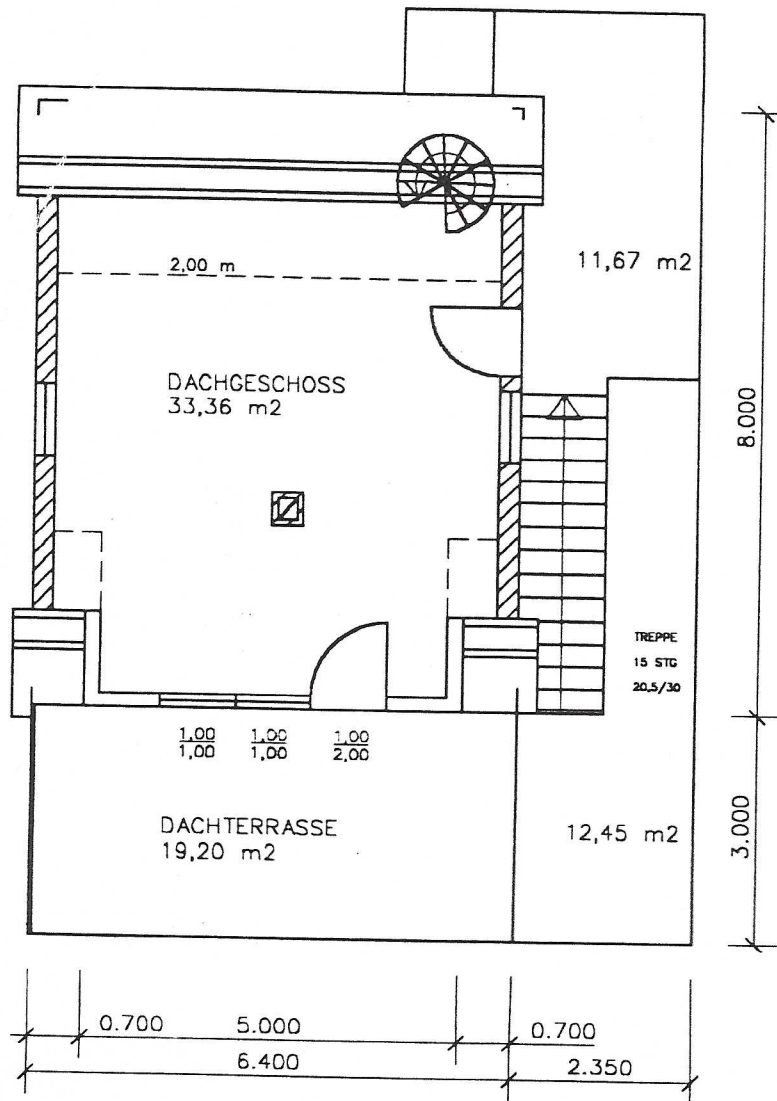 11,67 m2
2,00 m
DACHGESCHOSS
33,36 m2
8.000
TREPPE
15 STG
20,5/30
1,00
1,00
1,00
1,00
1,00
2,00
DACHTERRASSE
19,20 m2
12,45 m2
3.000
0.700
5.000
0.700
6.400
2.350